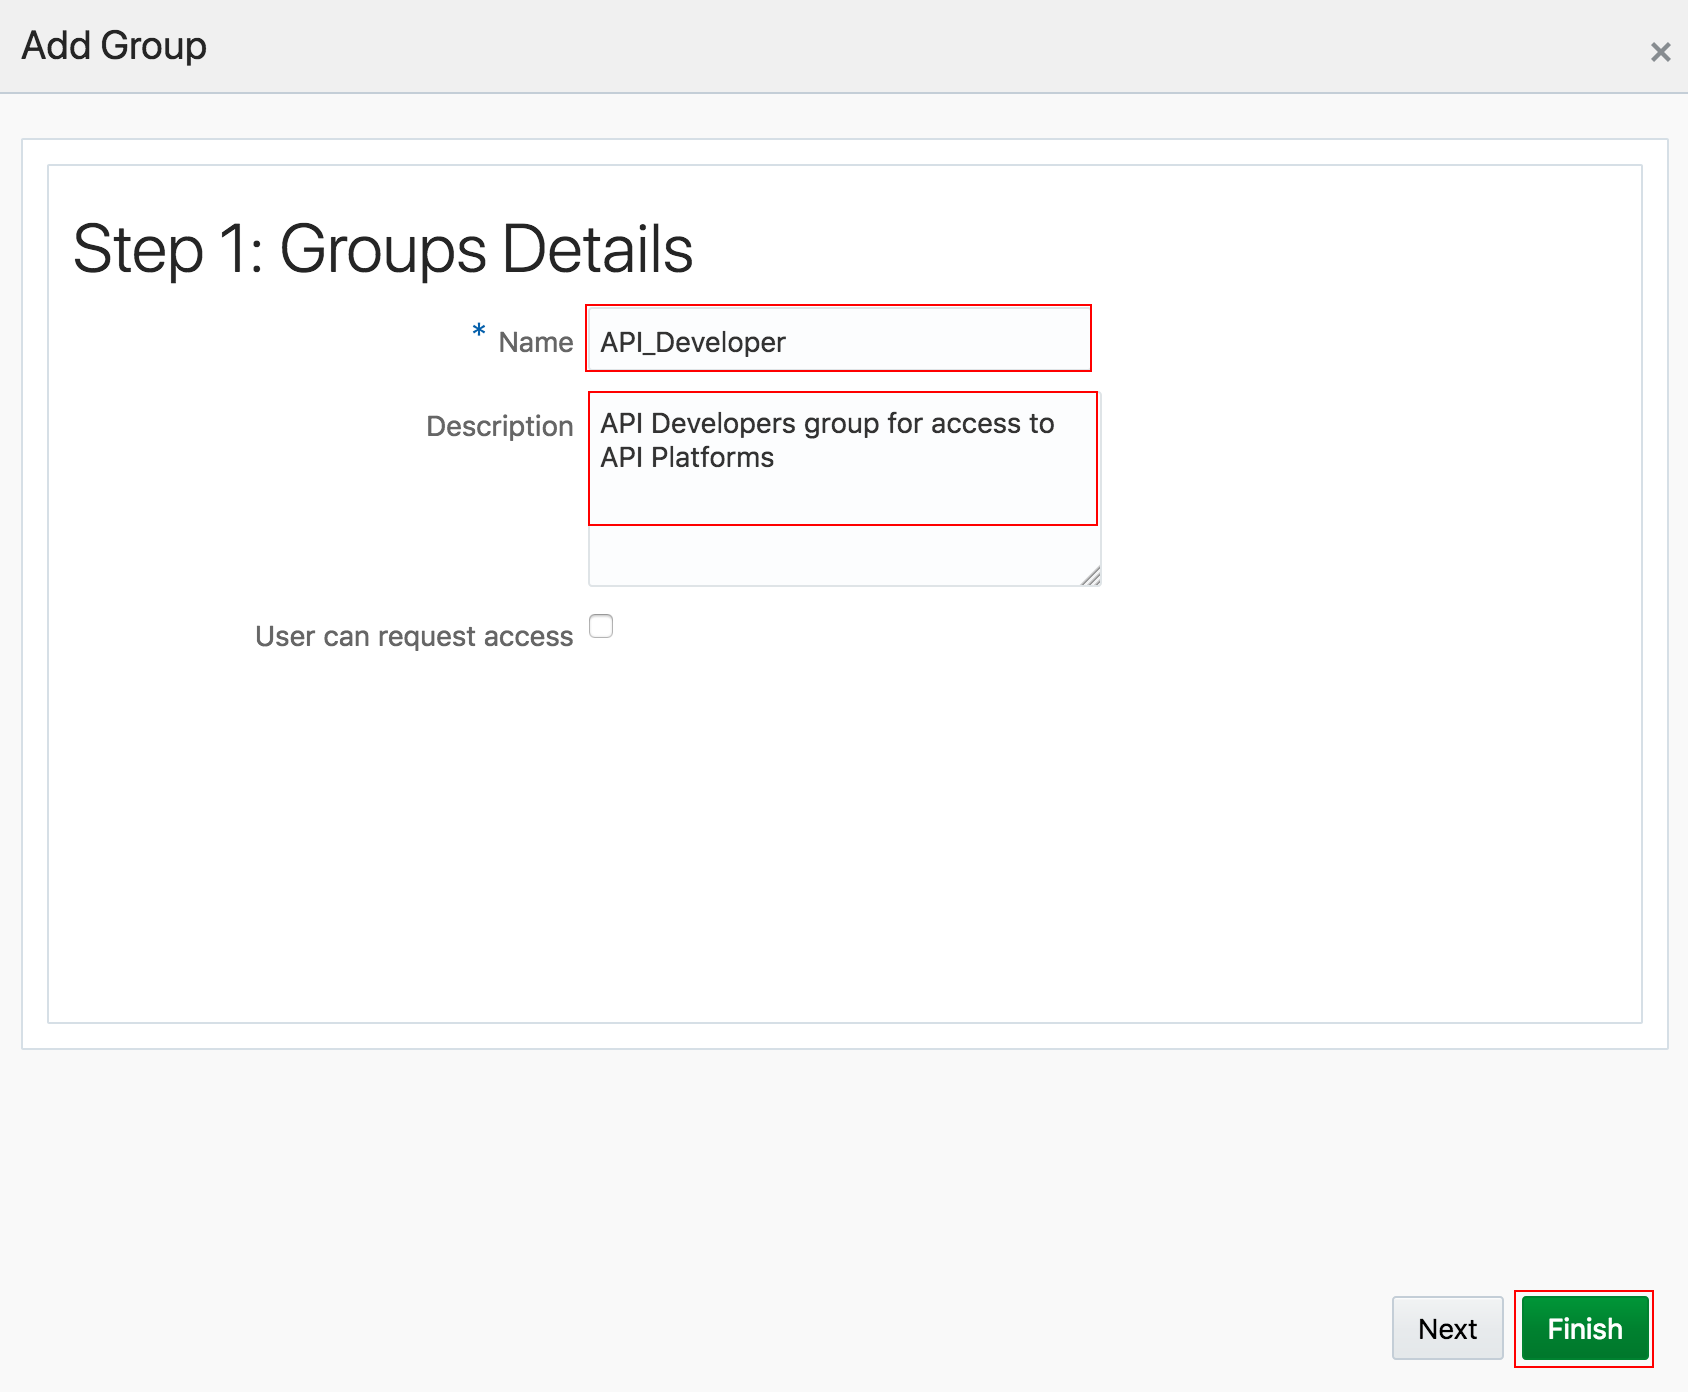 Add Group
Step 1: Groups Details
* Name
API_Developer
Description
API Developers group for access to
API Platforms
User can request access
Next
Finish